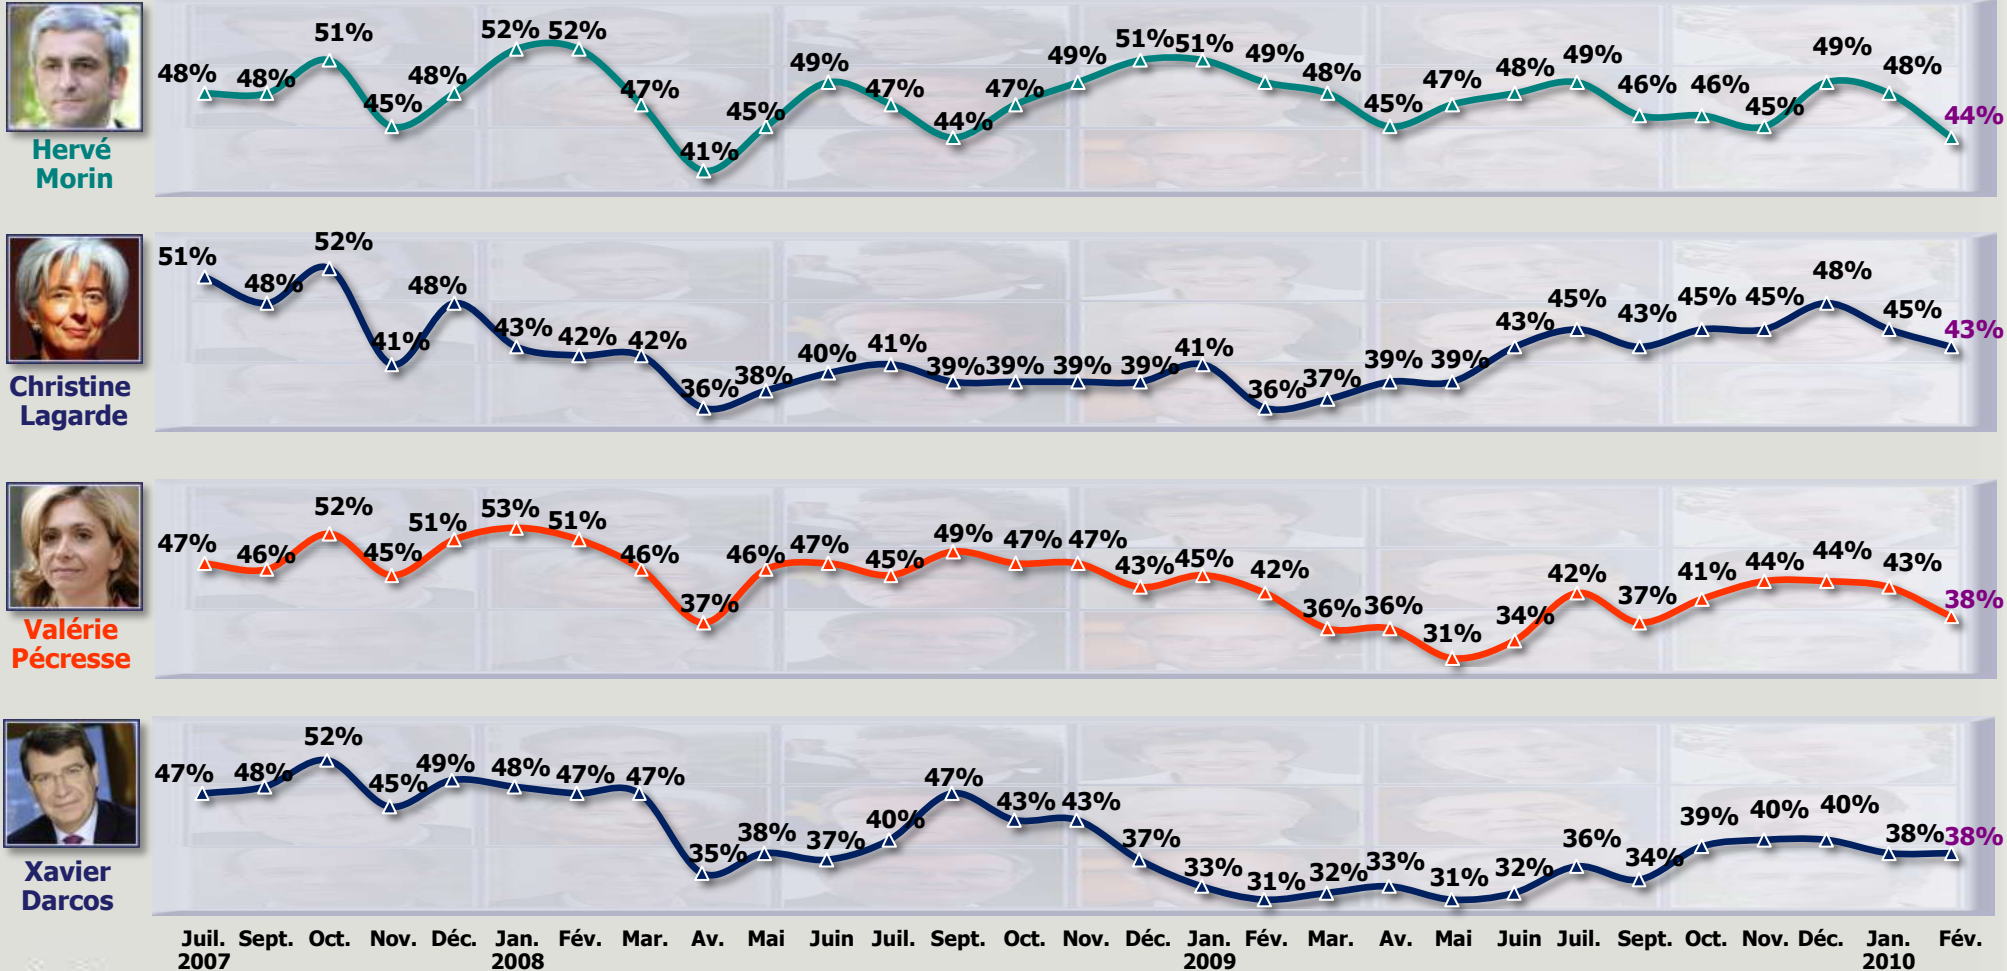 48% 48% 51% 45% 48% 52% 52% 47% 41% 45% 49% 47% 44% 47% 49% 51% 51% 49% 48% 45% 47% 48% 49% 46% 46% 45% 49% 48% 44%
Hervé
Morin
51% 48% 52% 41% 48% 43% 42% 42% 36% 38% 40% 41% 39% 39% 39% 39% 41% 36% 37% 39% 39% 43% 45% 43% 45% 45% 48% 45% 43%
Christine
Lagarde
47% 46% 52% 45% 51% 53% 51% 46% 37% 46% 47% 45% 49% 47% 47% 43% 45% 42% 36% 36% 31% 34% 42% 37% 41% 44% 44% 43% 38%
Valérie
Pécresse
47% 48% 52% 45% 49% 48% 47% 47% 35% 38% 37% 40% 47% 43% 43% 37% 33% 31% 32% 33% 31% 32% 36% 34% 39% 40% 40% 38% 38%
Xavier
Darcos
Juil. Sept. Oct. Nov. Déc. Jan. Fév. Mar. Av. Mai Juin Juil. Sept. Oct. Nov. Déc. Jan. Fév. Mar. Av. Mai Juin Juil. Sept. Oct. Nov. Déc. Jan. Fév.
2007 2008 2009 2010